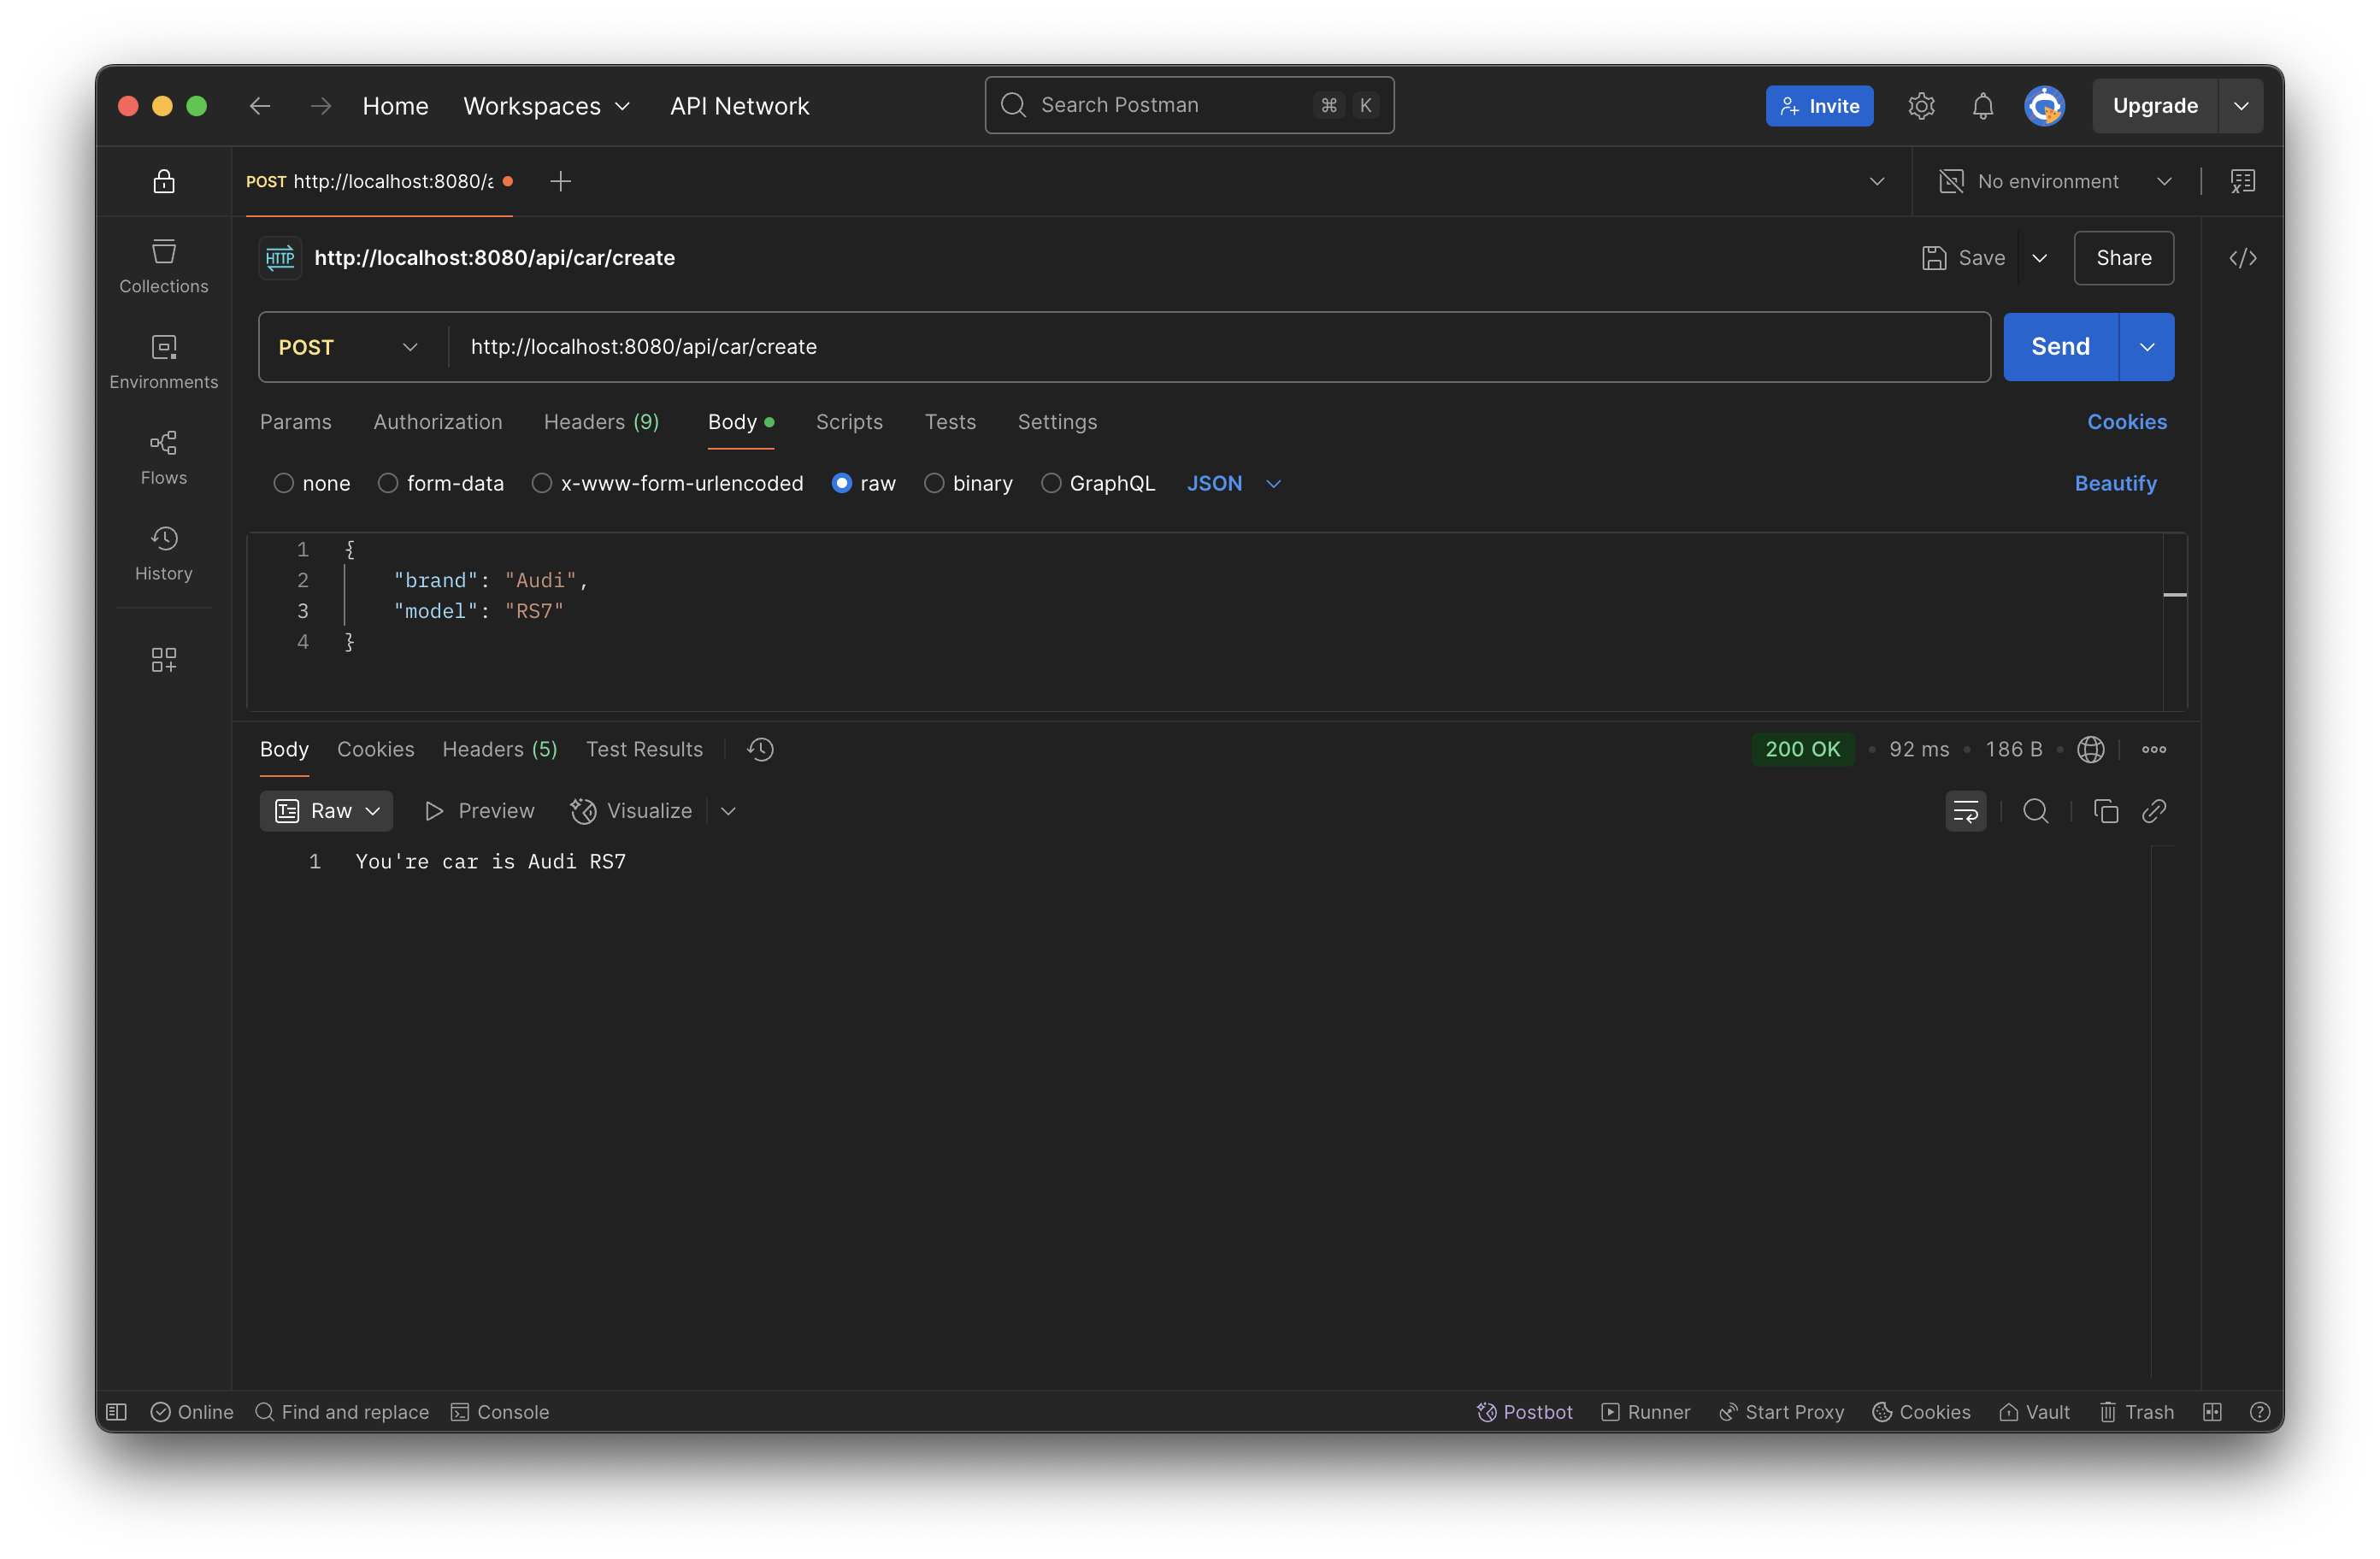 Home Workspaces API Network Search Postman ⌘ K Invite Upgrade
POST http://localhost:8080/a No environment
HTTP http://localhost:8080/api/car/create Save Share
POST http://localhost:8080/api/car/create Send
Params Authorization Headers (9) Body Scripts Tests Settings Cookies
none form-data x-www-form-urlencoded raw binary GraphQL JSON Beautify
1 {
2 "brand": "Audi",
3 "model": "RS7"
4 }
Collections
Environments
Flows
History
Body Cookies Headers (5) Test Results 200 OK 92 ms 186 B
Raw Preview Visualize
1 You're car is Audi RS7
Online Find and replace Console Postbot Runner Start Proxy Cookies Vault Trash